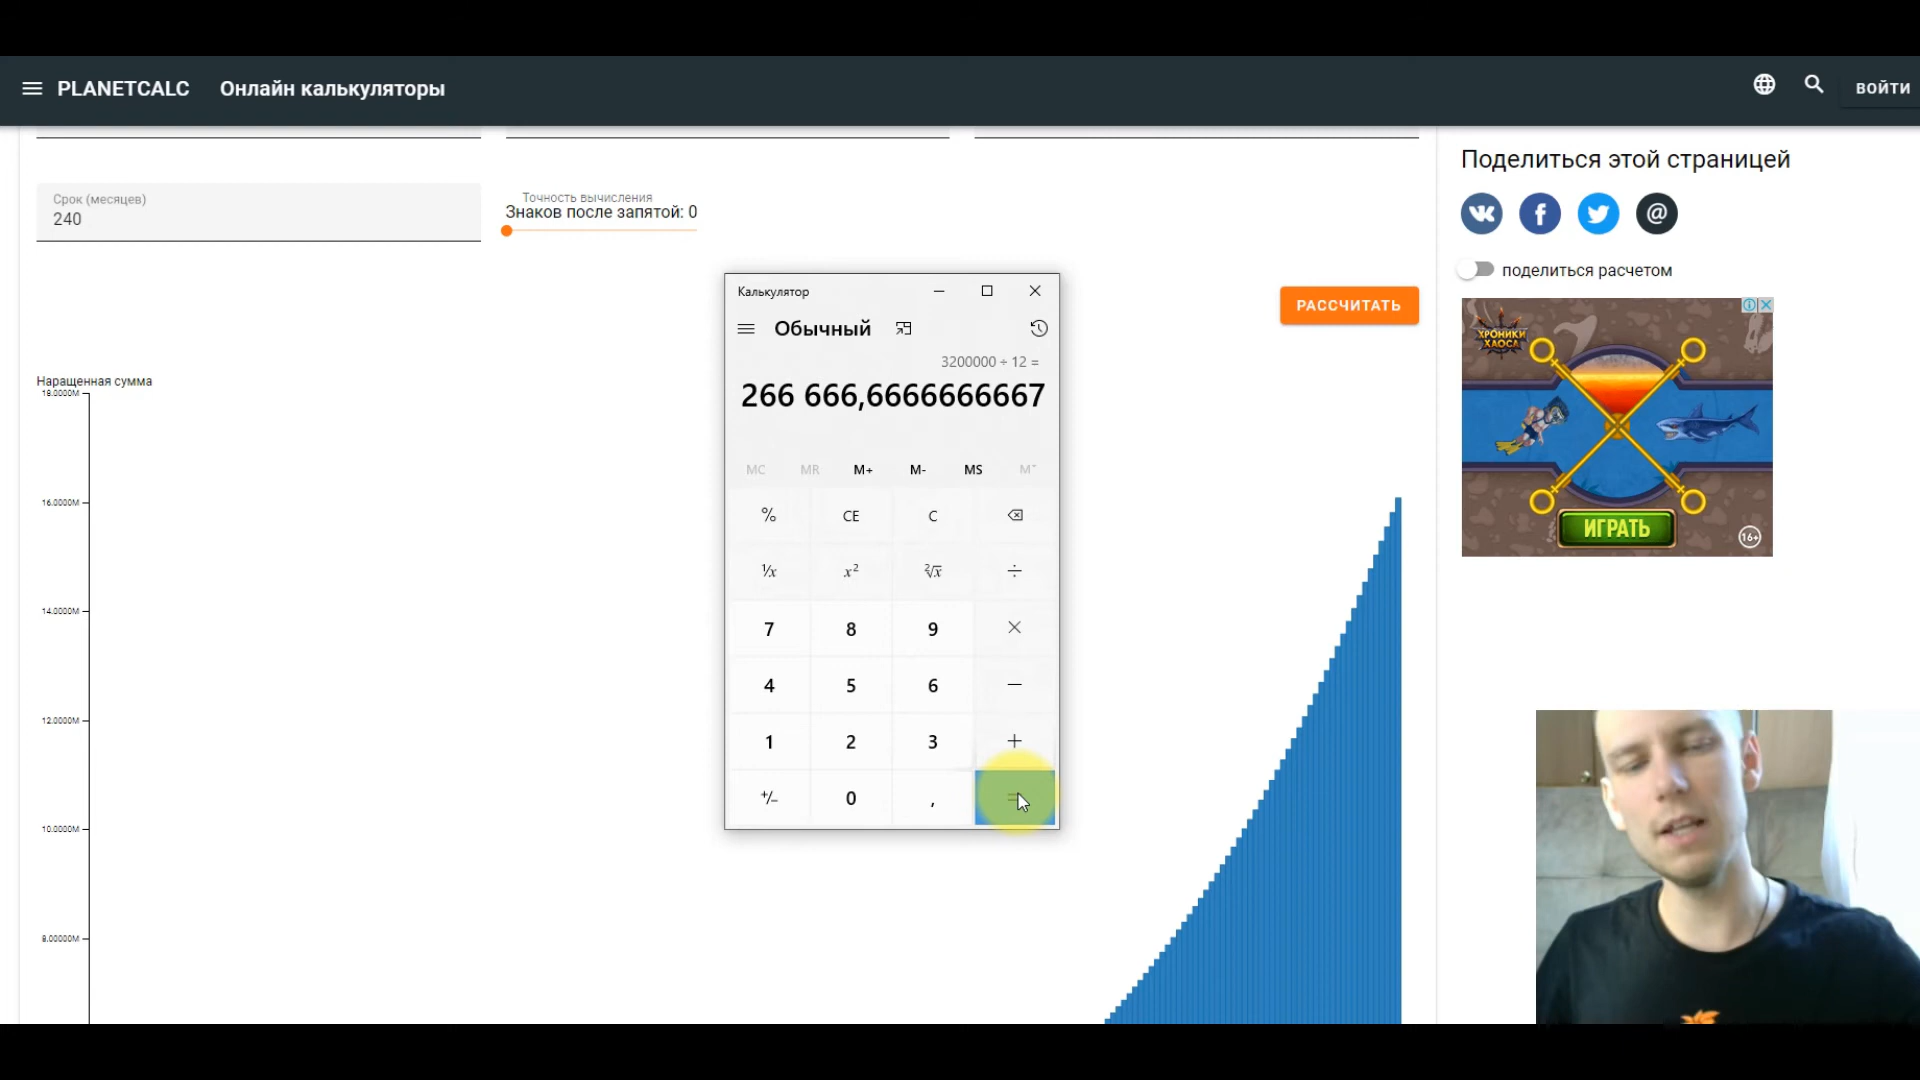 PLANETCALC Онлайн калькуляторы
ВОЙТИ
Срок (месяцев)
240
Точность вычисления
Знаков после запятой: 0
РАССЧИТАТЬ
Наращенная сумма
18.0000M
16.0000M
14.0000M
12.0000M
10.0000M
8.00000M
Калькулятор
Обычный
3200000 ÷ 12 =
266 666,6666666667
MC MR M+ M- MS M˅
% CE C
¹/x x² ²√x ÷
7 8 9 ×
4 5 6 −
1 2 3 +
+/− 0 , =
Поделиться этой страницей
f
@
поделиться расчетом
ХРОНИКИ
ХАОСА
ИГРАТЬ
16+